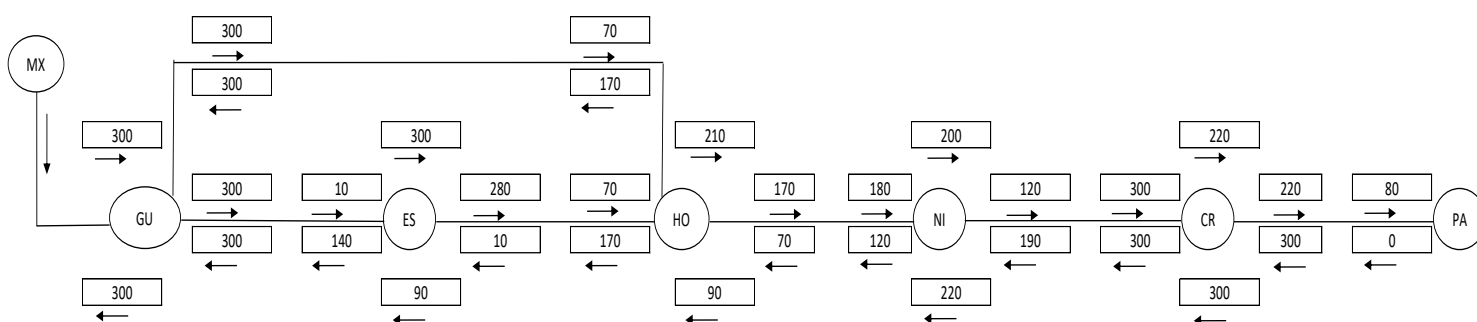 300 70
MX
300 170
300 300 210 200 220
300 10 280 70 170 180 120 300 220 80
GU ES HO NI CR PA
300 140 10 170 70 120 190 300 300 0
300 90 90 220 300